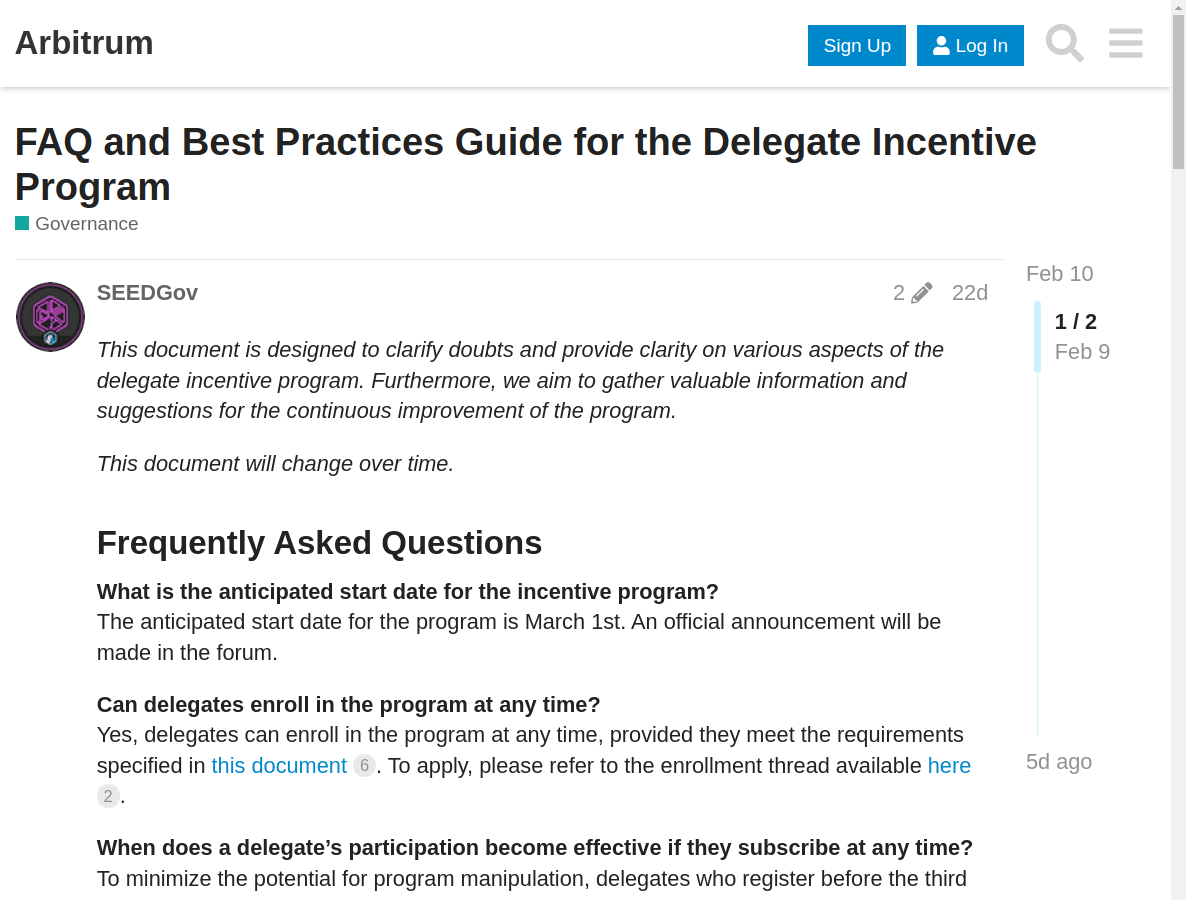 Arbitrum
Sign Up
Log In
FAQ and Best Practices Guide for the Delegate Incentive
Program
Governance
SEEDGov
2
22d
Feb 10
1 / 2
Feb 9
This document is designed to clarify doubts and provide clarity on various aspects of the
delegate incentive program. Furthermore, we aim to gather valuable information and
suggestions for the continuous improvement of the program.
This document will change over time.
Frequently Asked Questions
What is the anticipated start date for the incentive program?
The anticipated start date for the program is March 1st. An official announcement will be
made in the forum.
Can delegates enroll in the program at any time?
Yes, delegates can enroll in the program at any time, provided they meet the requirements
specified in this document 6. To apply, please refer to the enrollment thread available here
2.
5d ago
When does a delegate’s participation become effective if they subscribe at any time?
To minimize the potential for program manipulation, delegates who register before the third